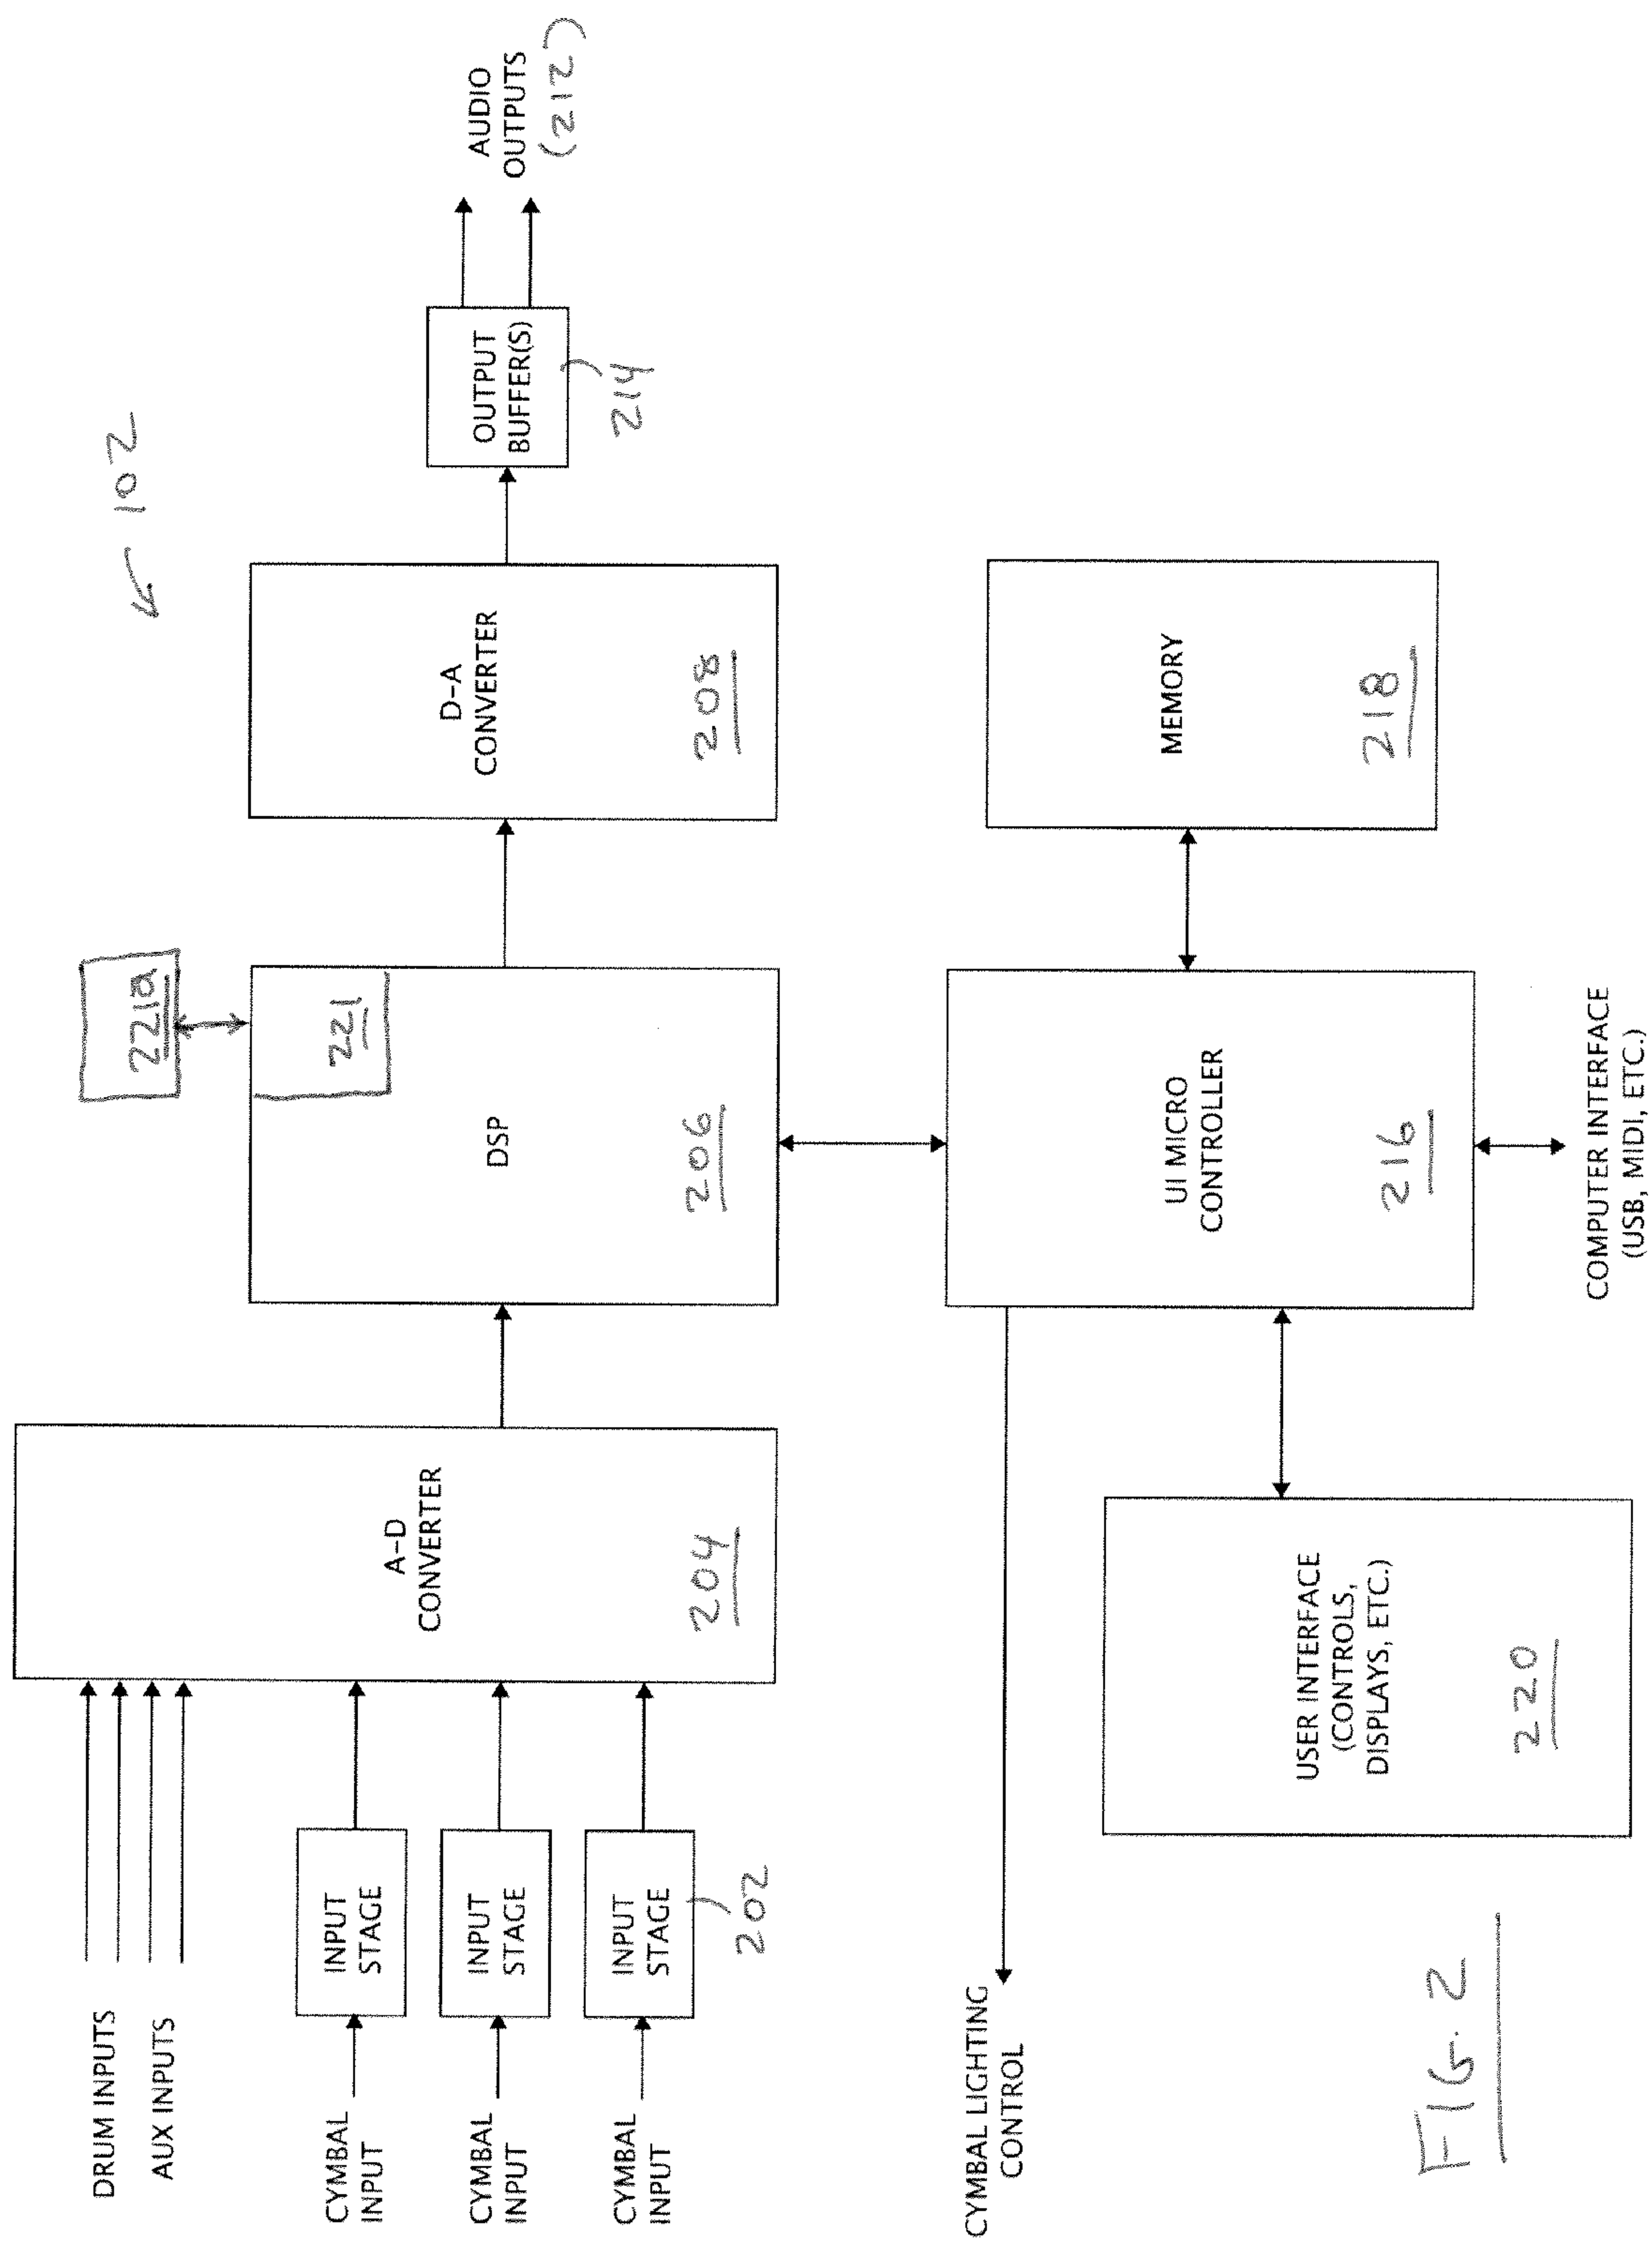 DRUM INPUTS
AUX INPUTS
CYMBAL
INPUT
CYMBAL
INPUT
CYMBAL
INPUT
INPUT
STAGE
INPUT
STAGE
INPUT
STAGE
202
A-D
CONVERTER
204
DSP
206
221
221a
D-A
CONVERTER
208
102
OUTPUT
BUFFER(S)
214
AUDIO
OUTPUTS
(212)
CYMBAL LIGHTING
CONTROL
USER INTERFACE
(CONTROLS,
DISPLAYS, ETC.)
220
UI MICRO
CONTROLLER
216
MEMORY
218
COMPUTER INTERFACE
(USB, MIDI, ETC.)
FIG. 2